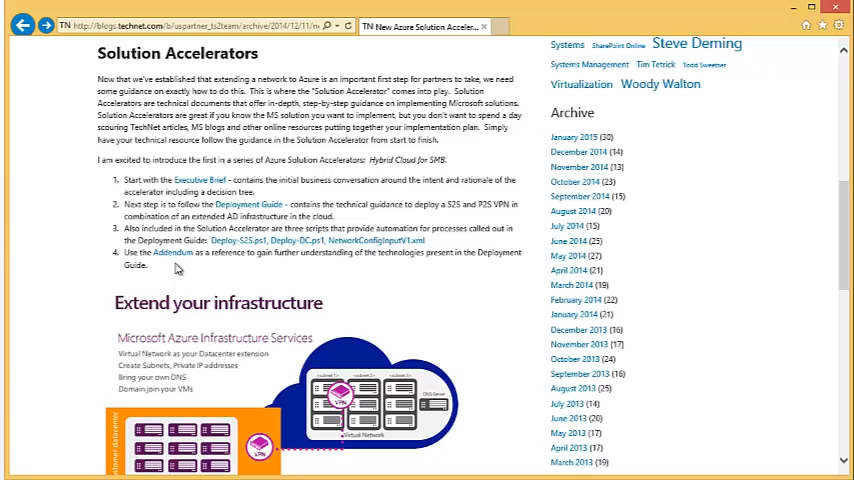 TN http://blogs.technet.com/b/uspartner_ts2team/archive/2014/12/11/n
TN New Azure Solution Acceler...
Solution Accelerators
Now that we've established that extending a network to Azure is an important first step for partners to take, we need
some guidance on exactly how to do this. This is where the "Solution Accelerator" comes into play. Solution
Accelerators are technical documents that offer in-depth, step-by-step guidance on implementing Microsoft solutions.
Solution Accelerators are great if you know the MS solution you want to implement, but you don't want to spend a day
scouring TechNet articles, MS blogs and other online resources putting together your implementation plan. Simply
have your technical resource follow the guidance in the Solution Accelerator from start to finish.
I am excited to introduce the first in a series of Azure Solution Accelerators: Hybrid Cloud for SMB.
1. Start with the Executive Brief - contains the initial business conversation around the intent and rationale of the
accelerator including a decision tree.
2. Next step is to follow the Deployment Guide - contains the technical guidance to deploy a S2S and P2S VPN in
combination of an extended AD infrastructure in the cloud.
3. Also included in the Solution Accelerator are three scripts that provide automation for processes called out in
the Deployment Guide: Deploy-S2S.ps1, Deploy-DC.ps1, NetworkConfigInputV1.xml
4. Use the Addendum as a reference to gain further understanding of the technologies present in the Deployment
Guide.
Extend your infrastructure
Microsoft Azure Infrastructure Services
Virtual Network as your Datacenter extension
Create Subnets, Private IP addresses
Bring your own DNS
Domain join your VMs
<subnet 1> <subnet 2> <subnet 3>
DNS Server
VPN
Virtual Network
VPN
stomer datacenter
Systems SharePoint Online Steve Deming
Systems Management Tim Tetrick Todd Sweetser
Virtualization Woody Walton
Archive
January 2015 (30)
December 2014 (14)
November 2014 (13)
October 2014 (23)
September 2014 (15)
August 2014 (20)
July 2014 (15)
June 2014 (25)
May 2014 (27)
April 2014 (21)
March 2014 (19)
February 2014 (22)
January 2014 (21)
December 2013 (16)
November 2013 (17)
October 2013 (24)
September 2013 (16)
August 2013 (25)
July 2013 (14)
June 2013 (20)
May 2013 (17)
April 2013 (17)
March 2013 (19)